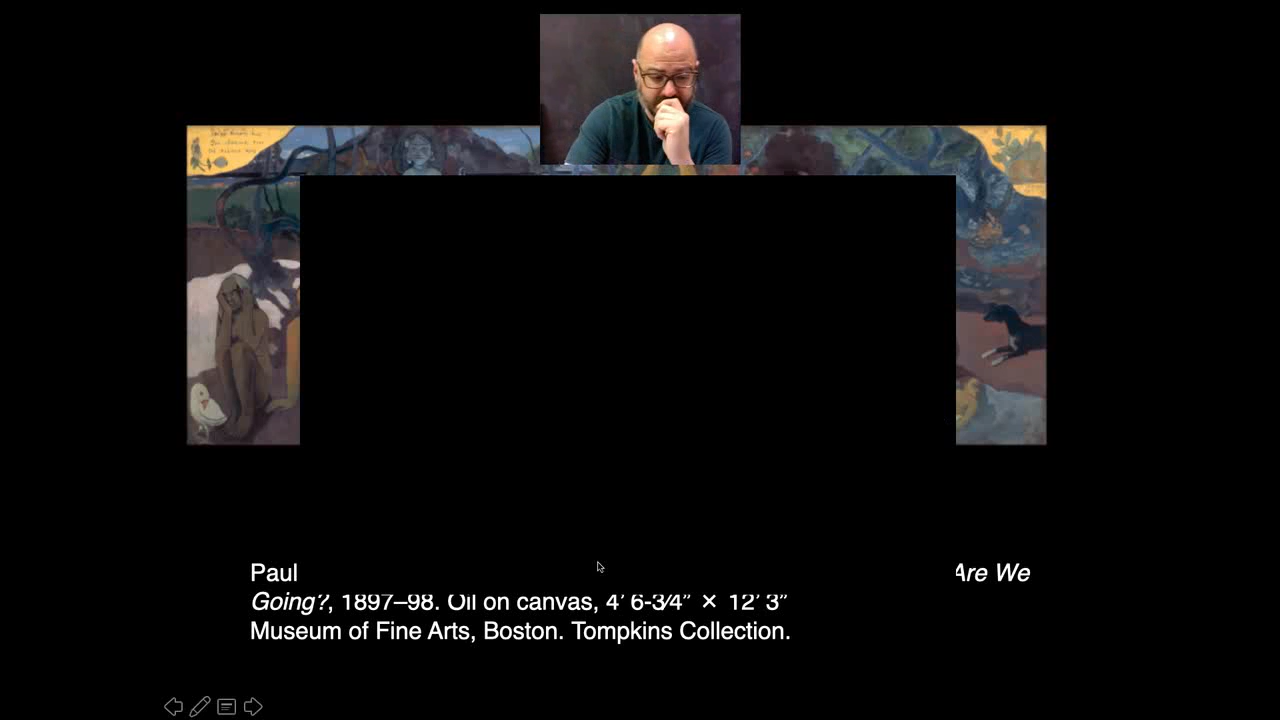 Paul Are We
Going?, 1897–98. Oil on canvas, 4’ 6-3/4” × 12’ 3”
Museum of Fine Arts, Boston. Tompkins Collection.